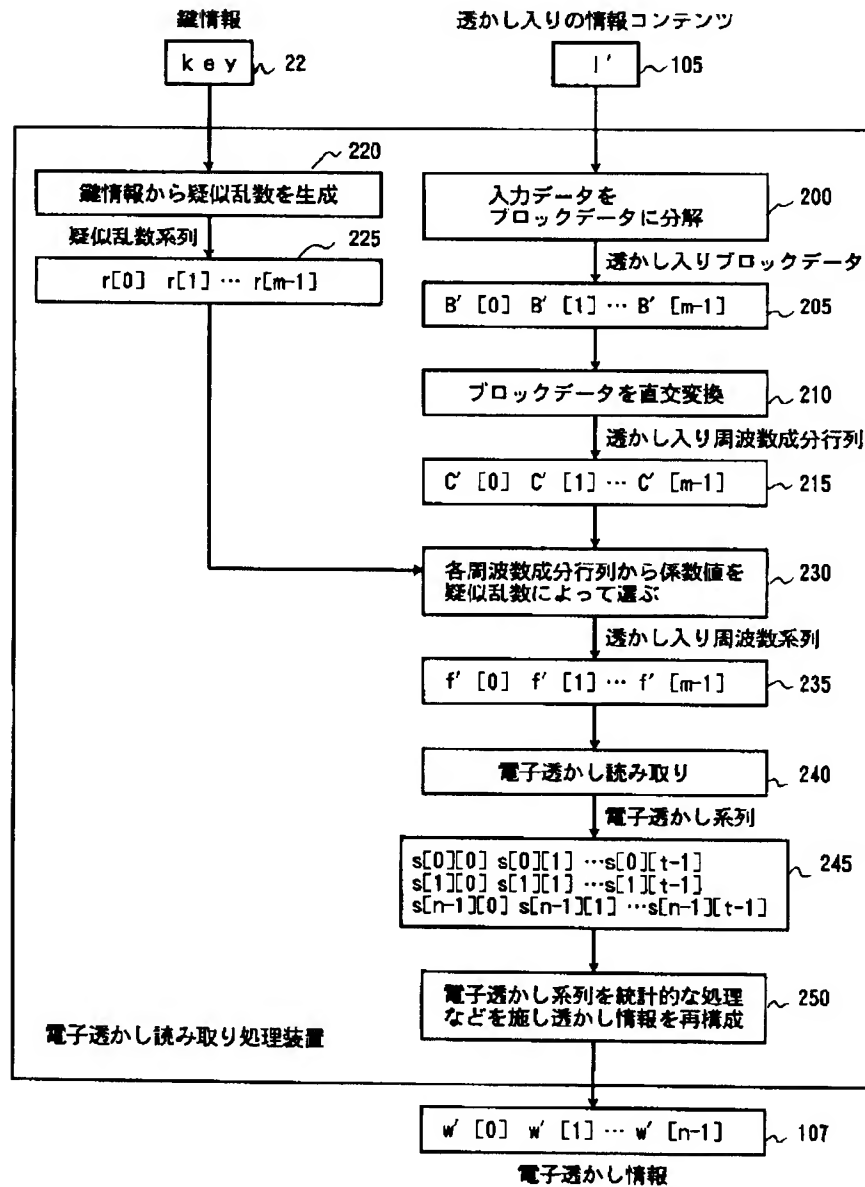 鍵情報
key
22
透かし入りの情報コンテンツ
I'
105
220
鍵情報から疑似乱数を生成
疑似乱数系列
225
r[0] r[1] … r[m-1]
入力データを
ブロックデータに分解
200
透かし入りブロックデータ
B' [0] B' [1] … B' [m-1]
205
ブロックデータを直交変換
210
透かし入り周波数成分行列
C' [0] C' [1] … C' [m-1]
215
各周波数成分行列から係数値を
疑似乱数によって選ぶ
230
透かし入り周波数系列
f' [0] f' [1] … f' [m-1]
235
電子透かし読み取り
240
電子透かし系列
s[0][0] s[0][1] …s[0][t-1]
s[1][0] s[1][1] …s[1][t-1]
s[n-1][0] s[n-1][1] …s[n-1][t-1]
245
電子透かし系列を統計的な処理
などを施し透かし情報を再構成
250
電子透かし読み取り処理装置
w' [0] w' [1] … w' [n-1]
107
電子透かし情報